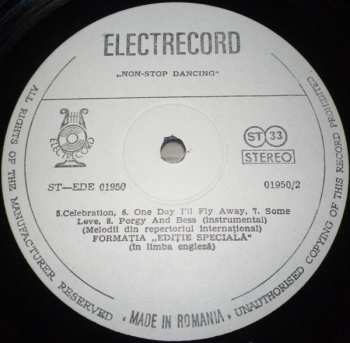 ELECTRECORD
„NON-STOP DANCING"
ELECTRECORD
ST 33
STEREO
ST—EDE 01950
01950/2
5.Celebration, 6. One Day I'll Fly Away, 7. Some
Love, 8. Porgy And Bess (instrumental)
(Melodii din repertoriul internațional)
FORMAȚIA „EDIȚIE SPECIALĂ"
(în limba engleză)
ALL RIGHTS OF THE MANUFACTURER RESERVED · MADE IN ROMANIA · UNAUTHORISED COPYING OF THIS RECORD PROHIBITED